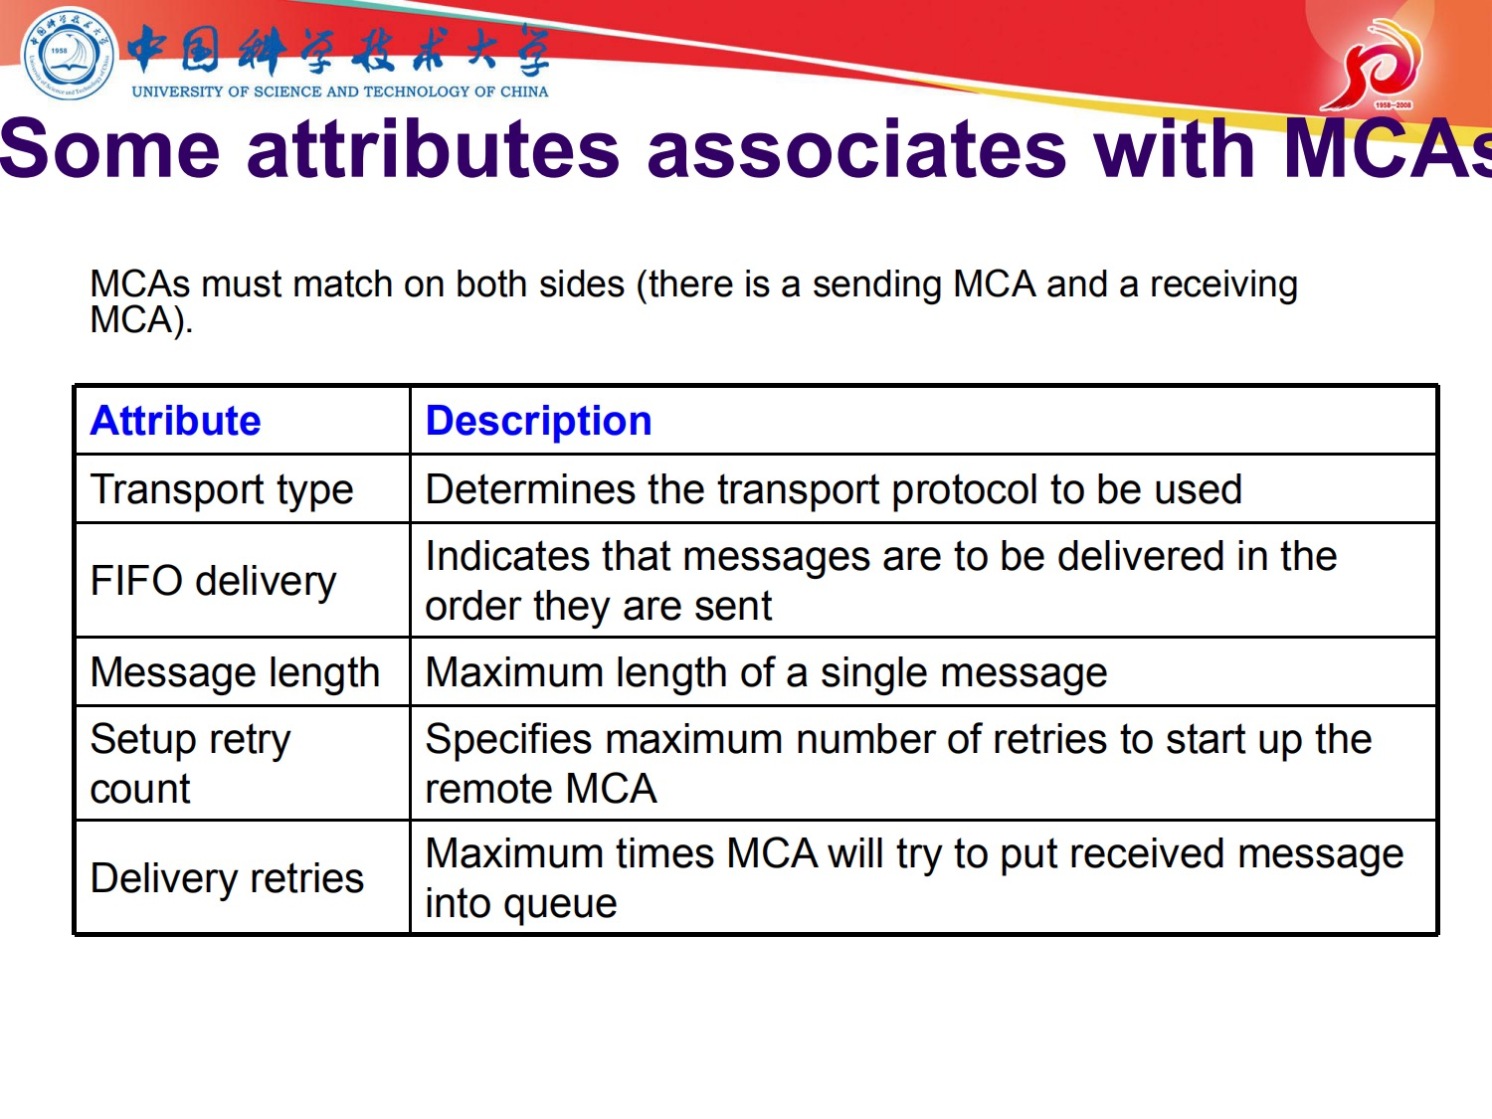 中国科学技术大学
1958
UNIVERSITY OF SCIENCE AND TECHNOLOGY OF CHINA
1958—2008
Some attributes associates with MCAs
MCAs must match on both sides (there is a sending MCA and a receiving
MCA).
Attribute
Description
Transport type
Determines the transport protocol to be used
FIFO delivery
Indicates that messages are to be delivered in the
order they are sent
Message length
Maximum length of a single message
Setup retry
count
Specifies maximum number of retries to start up the
remote MCA
Delivery retries
Maximum times MCA will try to put received message
into queue